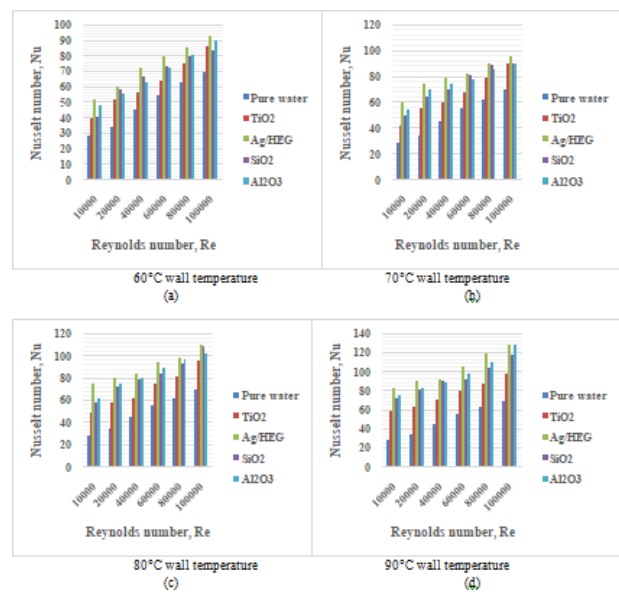 Nusselt number, Nu
100
90
80
70
60
50
40
30
20
10
0
10000
20000
40000
60000
80000
100000
Reynolds number, Re
Pure water
TiO2
Ag/HEG
SiO2
Al2O3
60°C wall temperature
(a)
Nusselt number, Nu
120
100
80
60
40
20
0
10000
20000
40000
60000
80000
100000
Reynolds number, Re
Pure water
TiO2
Ag/HEG
SiO2
Al2O3
70°C wall temperature
(b)
Nusselt number, Nu
120
100
80
60
40
20
0
10000
20000
40000
60000
80000
100000
Reynolds number, Re
Pure water
TiO2
Ag/HEG
SiO2
Al2O3
80°C wall temperature
(c)
Nusselt number, Nu
140
120
100
80
60
40
20
0
10000
20000
40000
60000
80000
100000
Reynolds number, Re
Pure water
TiO2
Ag/HEG
SiO2
Al2O3
90°C wall temperature
(d)